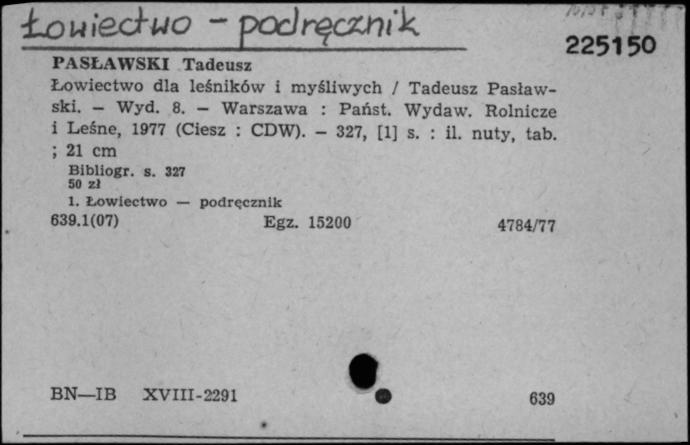 Łowiectwo - podręcznik
225150
PASŁAWSKI Tadeusz
Łowiectwo dla leśników i myśliwych / Tadeusz Pasław-
ski. — Wyd. 8. — Warszawa : Państ. Wydaw. Rolnicze
i Leśne, 1977 (Ciesz : CDW). — 327, [1] s. : il. nuty, tab.
; 21 cm
Bibliogr. s. 327
50 zł
1. Łowiectwo — podręcznik
639.1(07) Egz. 15200 4784/77
BN—IB XVIII-2291 639